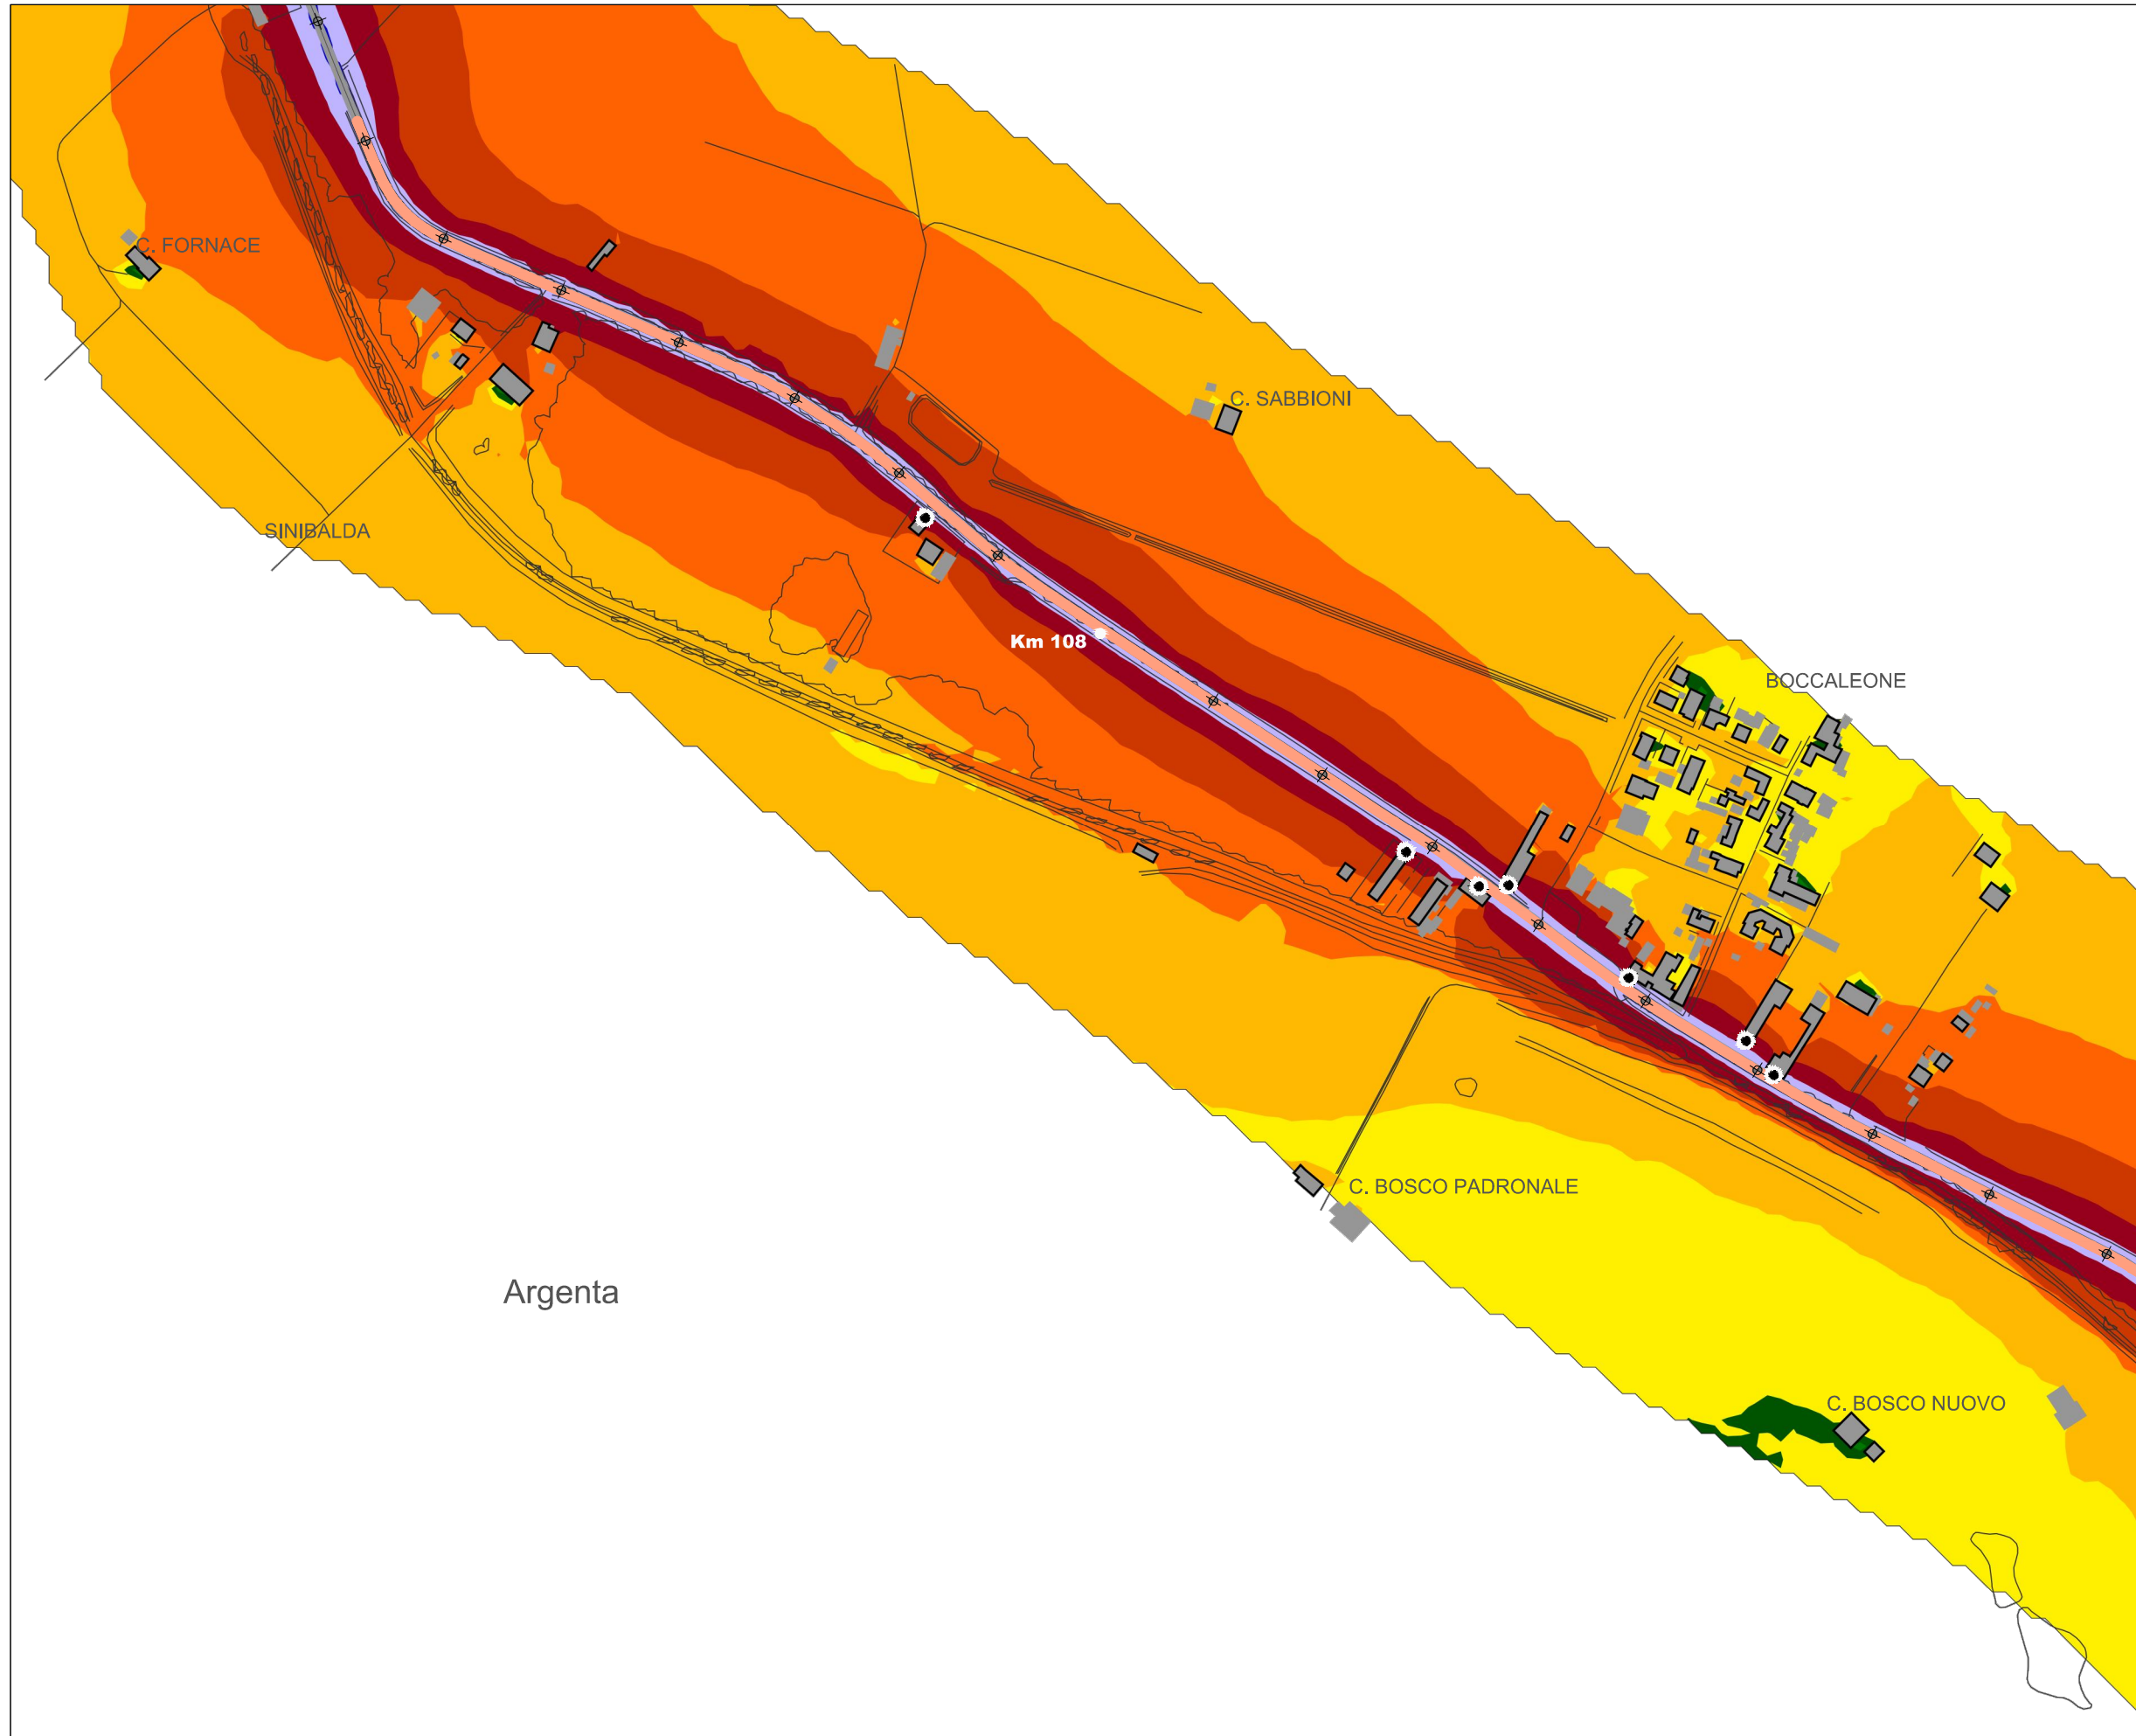 C. FORNACE
C. SABBIONI
SINIBALDA
Km 108
BOCCALEONE
C. BOSCO PADRONALE
Argenta
C. BOSCO NUOVO